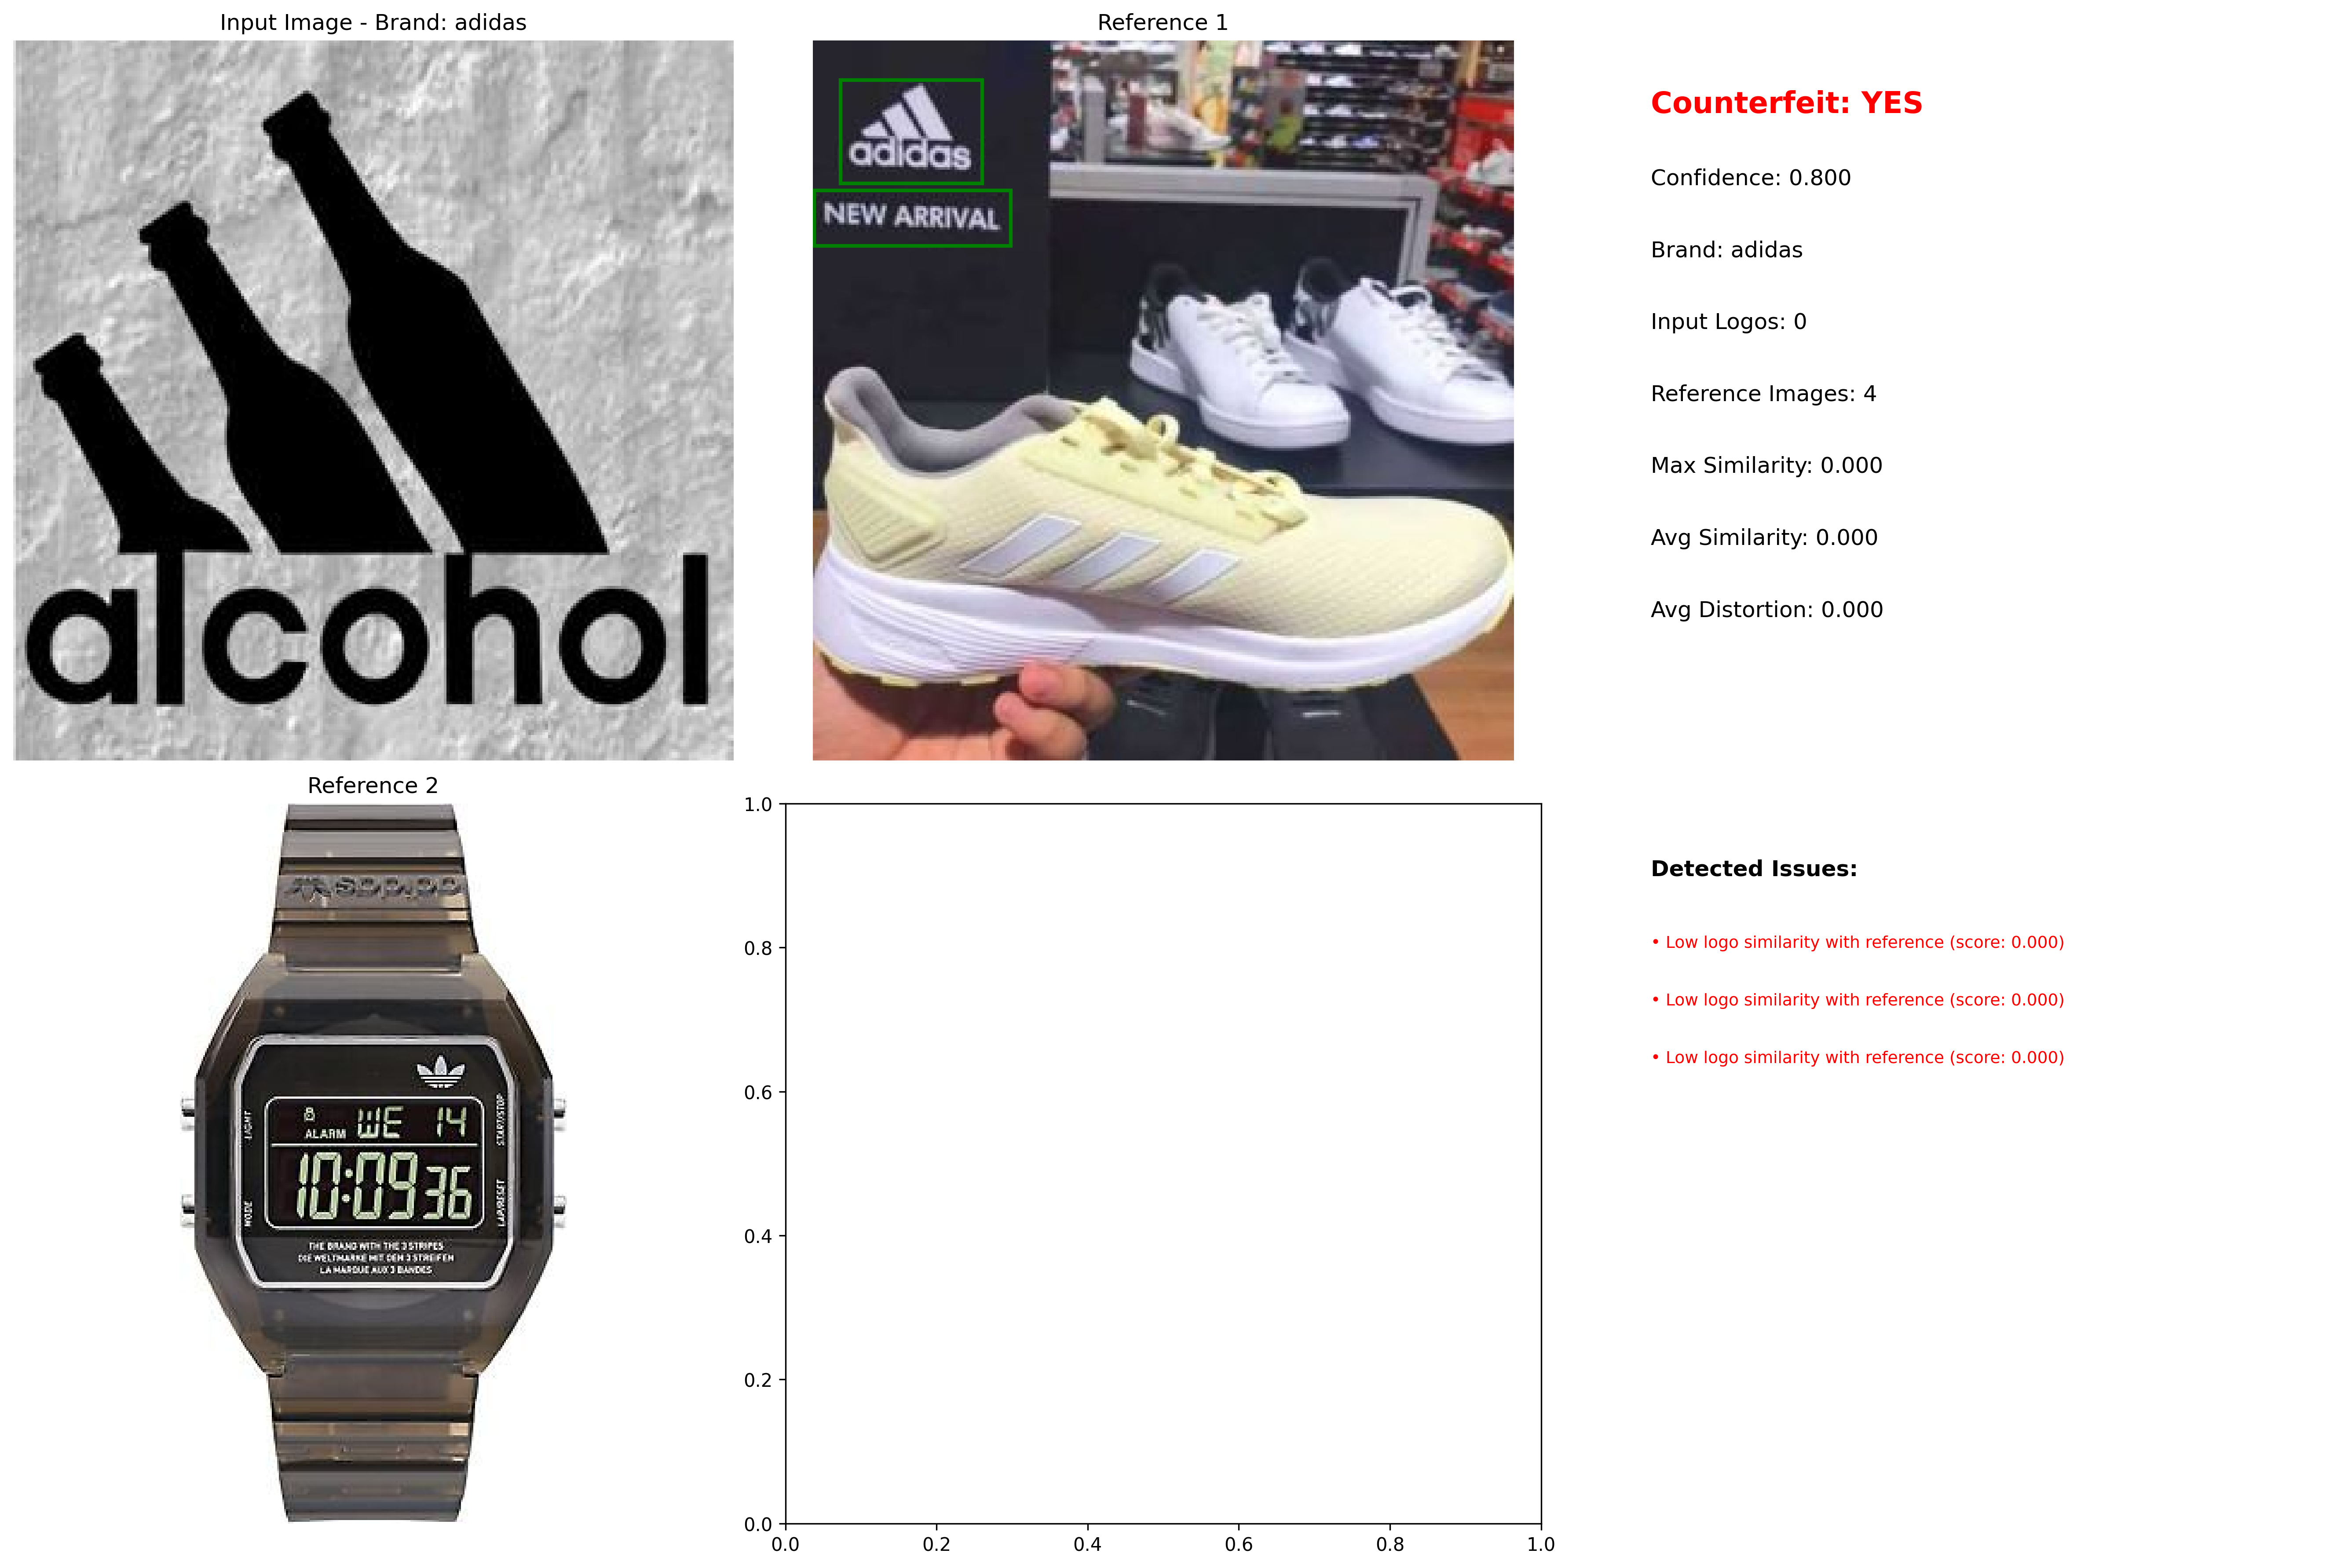 Input Image - Brand: adidas
alcohol
Reference 1
adidas
NEW ARRIVAL
Counterfeit: YES
Confidence: 0.800
Brand: adidas
Input Logos: 0
Reference Images: 4
Max Similarity: 0.000
Avg Similarity: 0.000
Avg Distortion: 0.000
Reference 2
adidas
LIGHT
START/STOP
ALARM WE 14
10:09 36
MODE
LAP/RESET
THE BRAND WITH THE 3 STRIPES
DIE WELTMARKE MIT DEN 3 STREIFEN
LA MARQUE AUX 3 BANDES
1.0
0.8
0.6
0.4
0.2
0.0
0.0 0.2 0.4 0.6 0.8 1.0
Detected Issues:
• Low logo similarity with reference (score: 0.000)
• Low logo similarity with reference (score: 0.000)
• Low logo similarity with reference (score: 0.000)